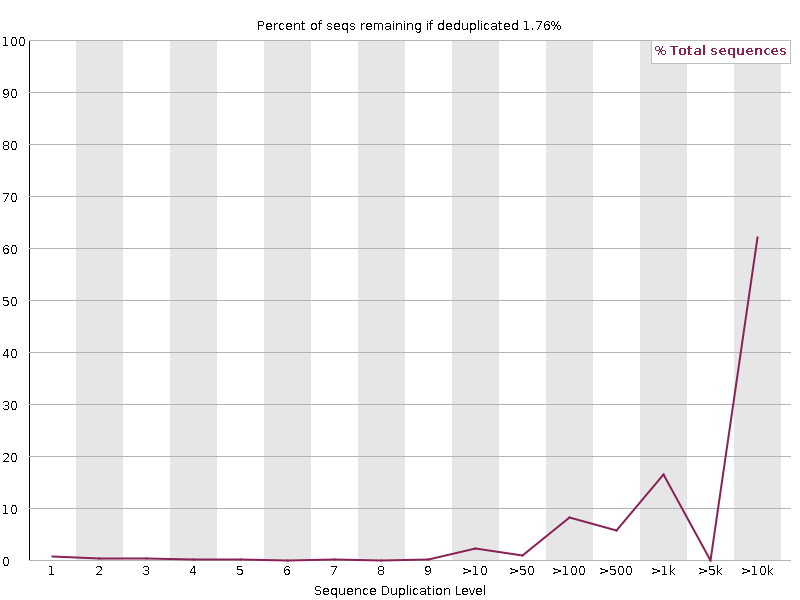 Percent of seqs remaining if deduplicated 1.76%
% Total sequences
100
90
80
70
60
50
40
30
20
10
0
1 2 3 4 5 6 7 8 9 >10 >50 >100 >500 >1k >5k >10k
Sequence Duplication Level